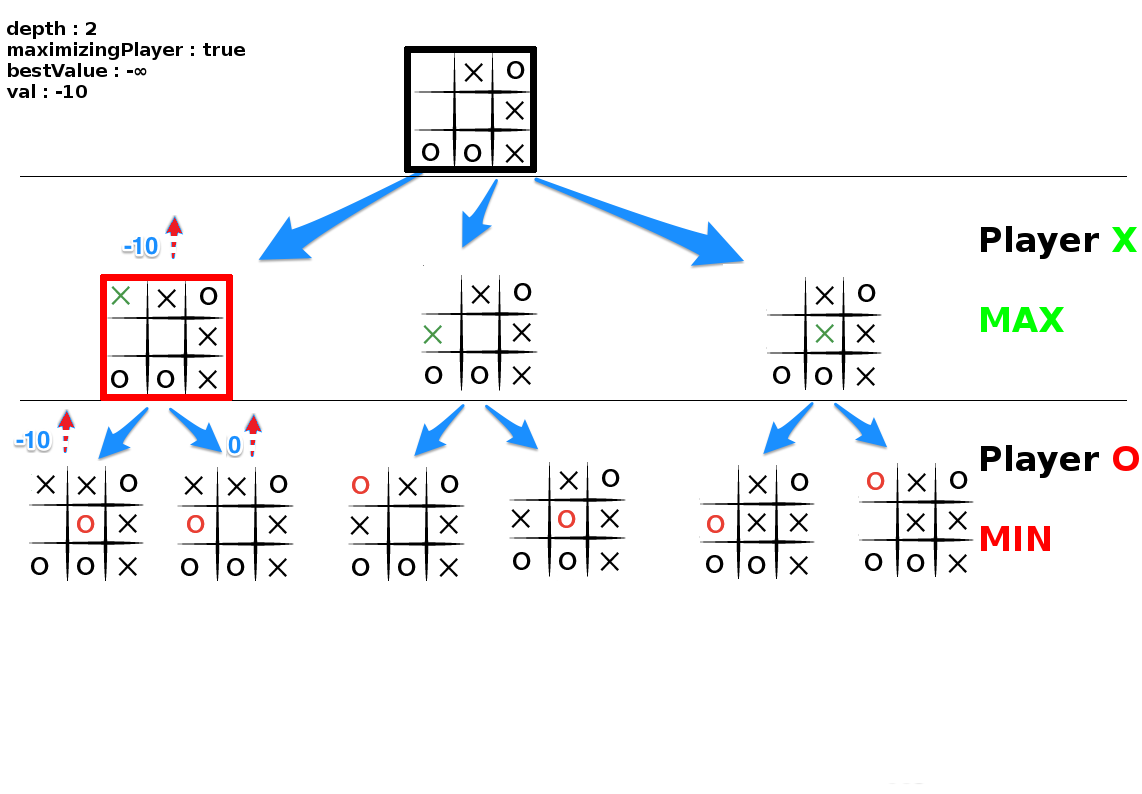 depth : 2
maximizingPlayer : true
bestValue : -∞
val : -10
X O
X
O O X
-10
Player X
X X O
X
O O X
X O
X X
O O X
X O
X X
O O X
MAX
-10
0
Player O
X X O
O X
O O X
X X O
O X
O O X
O X O
X X
O O X
X O
X O X
O O X
X O
O X X
O O X
O X O
X X
O O X
MIN